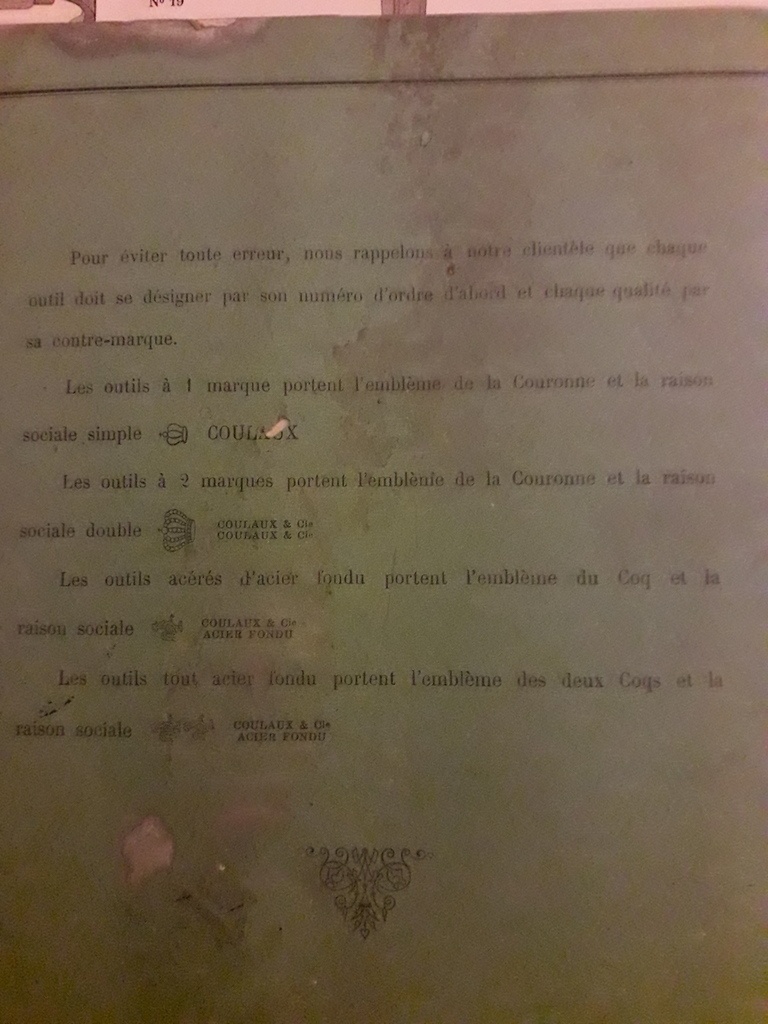 Nº 19
Pour éviter toute erreur, nous rappelons à notre clientèle que chaque
outil doit se désigner par son numéro d'ordre d'abord et chaque qualité par
sa contre-marque.
Les outils à 1 marque portent l'emblème de la Couronne et la raison
sociale simple COULAUX
Les outils à 2 marques portent l'emblème de la Couronne et la raison
sociale double COULAUX & Cie
COULAUX & Cie
Les outils acérés d'acier fondu portent l'emblème du Coq et la
raison sociale COULAUX & Cie
ACIER FONDU
Les outils tout acier fondu portent l'emblème des deux Coqs et la
raison sociale COULAUX & Cie
ACIER FONDU